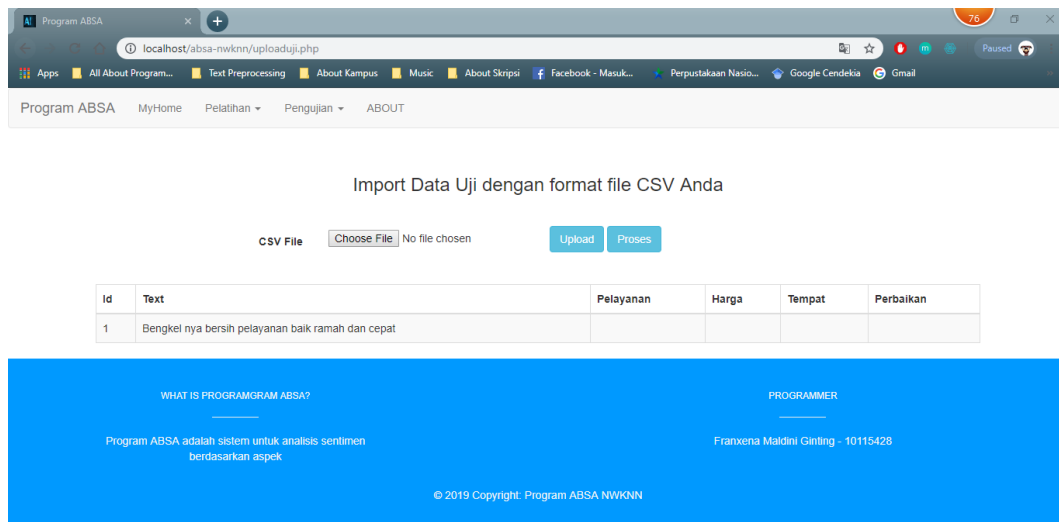 AI Program ABSA
76
localhost/absa-nwknn/uploaduji.php
Paused
Apps All About Program... Text Preprocessing About Kampus Music About Skripsi Facebook - Masuk... Perpustakaan Nasio... Google Cendekia Gmail
Program ABSA MyHome Pelatihan Pengujian ABOUT
Import Data Uji dengan format file CSV Anda
CSV File Choose File No file chosen Upload Proses
Id Text Pelayanan Harga Tempat Perbaikan
1 Bengkel nya bersih pelayanan baik ramah dan cepat
WHAT IS PROGRAMGRAM ABSA? PROGRAMMER
Program ABSA adalah sistem untuk analisis sentimen Franxena Maldini Ginting - 10115428
berdasarkan aspek
© 2019 Copyright: Program ABSA NWKNN